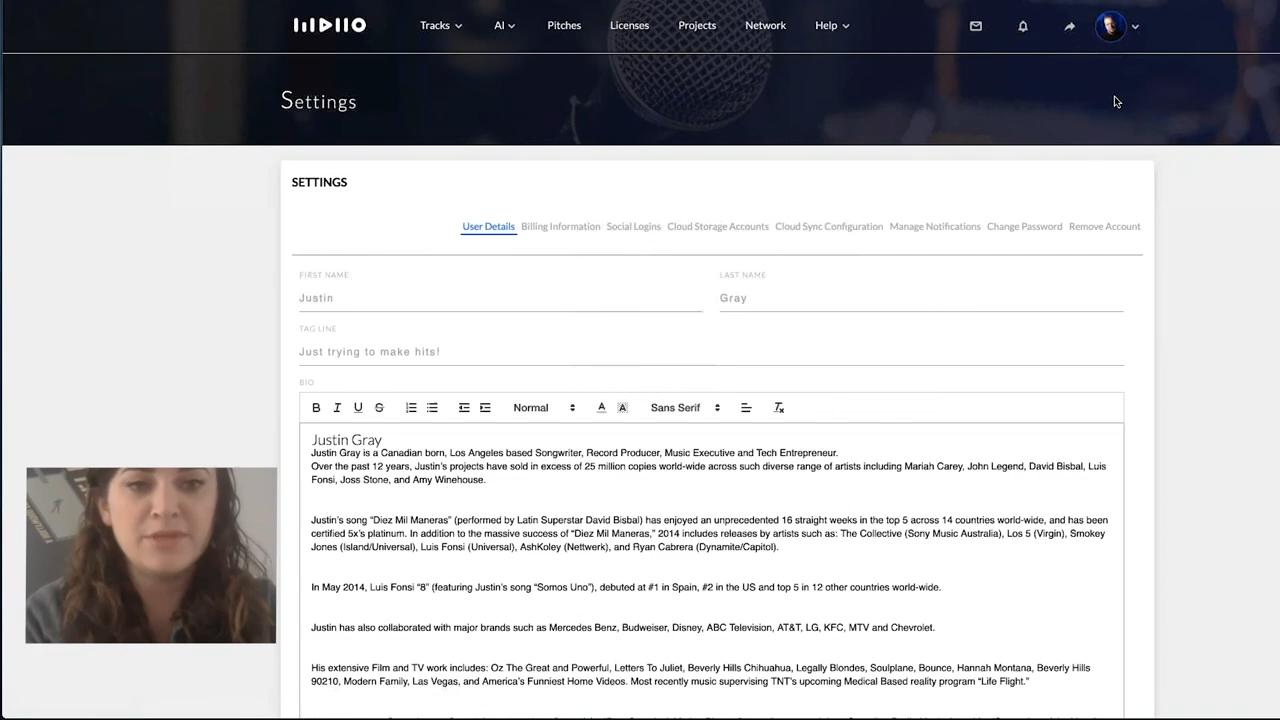 Tracks AI Pitches Licenses Projects Network Help
Settings
SETTINGS
User Details Billing Information Social Logins Cloud Storage Accounts Cloud Sync Configuration Manage Notifications Change Password Remove Account
FIRST NAME LAST NAME
Justin Gray
TAG LINE
Just trying to make hits!
BIO
B I U S Normal A A Sans Serif
Justin Gray
Justin Gray is a Canadian born, Los Angeles based Songwriter, Record Producer, Music Executive and Tech Entrepreneur.
Over the past 12 years, Justin's projects have sold in excess of 25 million copies world-wide across such diverse range of artists including Mariah Carey, John Legend, David Bisbal, Luis
Fonsi, Joss Stone, and Amy Winehouse.
Justin's song “Diez Mil Maneras” (performed by Latin Superstar David Bisbal) has enjoyed an unprecedented 16 straight weeks in the top 5 across 14 countries world-wide, and has been
certified 5x's platinum. In addition to the massive success of “Diez Mil Maneras,” 2014 includes releases by artists such as: The Collective (Sony Music Australia), Los 5 (Virgin), Smokey
Jones (Island/Universal), Luis Fonsi (Universal), AshKoley (Nettwerk), and Ryan Cabrera (Dynamite/Capitol).
In May 2014, Luis Fonsi “8” (featuring Justin's song “Somos Uno”), debuted at #1 in Spain, #2 in the US and top 5 in 12 other countries world-wide.
Justin has also collaborated with major brands such as Mercedes Benz, Budweiser, Disney, ABC Television, AT&T, LG, KFC, MTV and Chevrolet.
His extensive Film and TV work includes: Oz The Great and Powerful, Letters To Juliet, Beverly Hills Chihuahua, Legally Blondes, Soulplane, Bounce, Hannah Montana, Beverly Hills
90210, Modern Family, Las Vegas, and America's Funniest Home Videos. Most recently music supervising TNT's upcoming Medical Based reality program “Life Flight.”